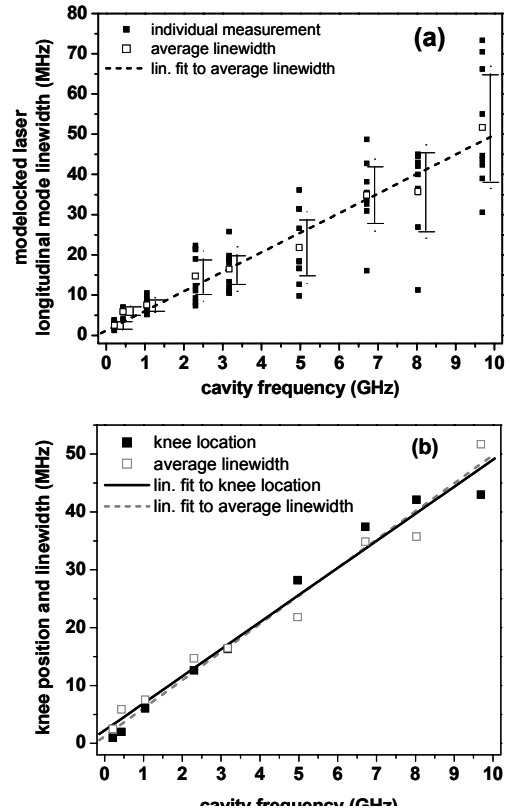 80
70
60
50
40
30
20
10
0
modelocked laser
longitudinal mode linewidth (MHz)
individual measurement
average linewidth
lin. fit to average linewidth
(a)
0 1 2 3 4 5 6 7 8 9 10
cavity frequency (GHz)
50
40
30
20
10
0
knee position and linewidth (MHz)
knee location
average linewidth
lin. fit to knee location
lin. fit to average linewidth
(b)
0 1 2 3 4 5 6 7 8 9 10
cavity frequency (GHz)